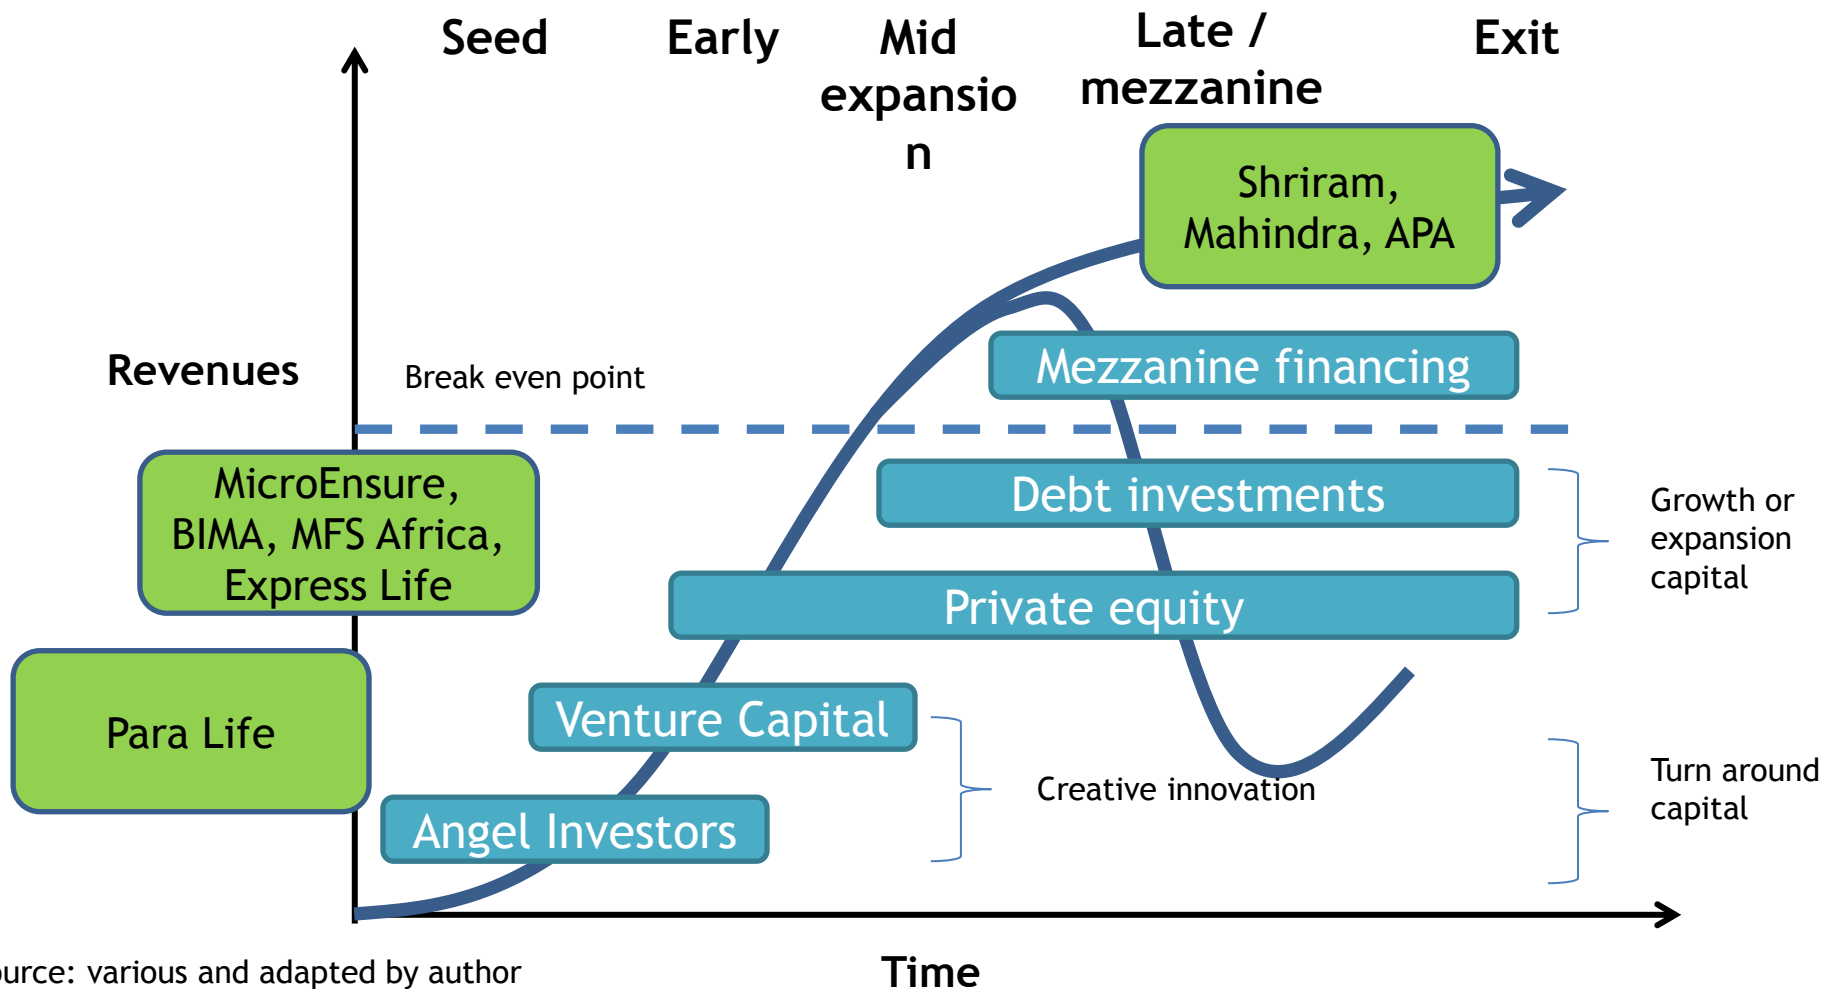 Seed
Early
Mid
expansio
n
Late /
mezzanine
Exit
Shriram,
Mahindra, APA
Revenues
Break even point
Mezzanine financing
MicroEnsure,
BIMA, MFS Africa,
Express Life
Debt investments
Growth or
expansion
capital
Private equity
Para Life
Venture Capital
Creative innovation
Turn around
capital
Angel Investors
Time
ource: various and adapted by author